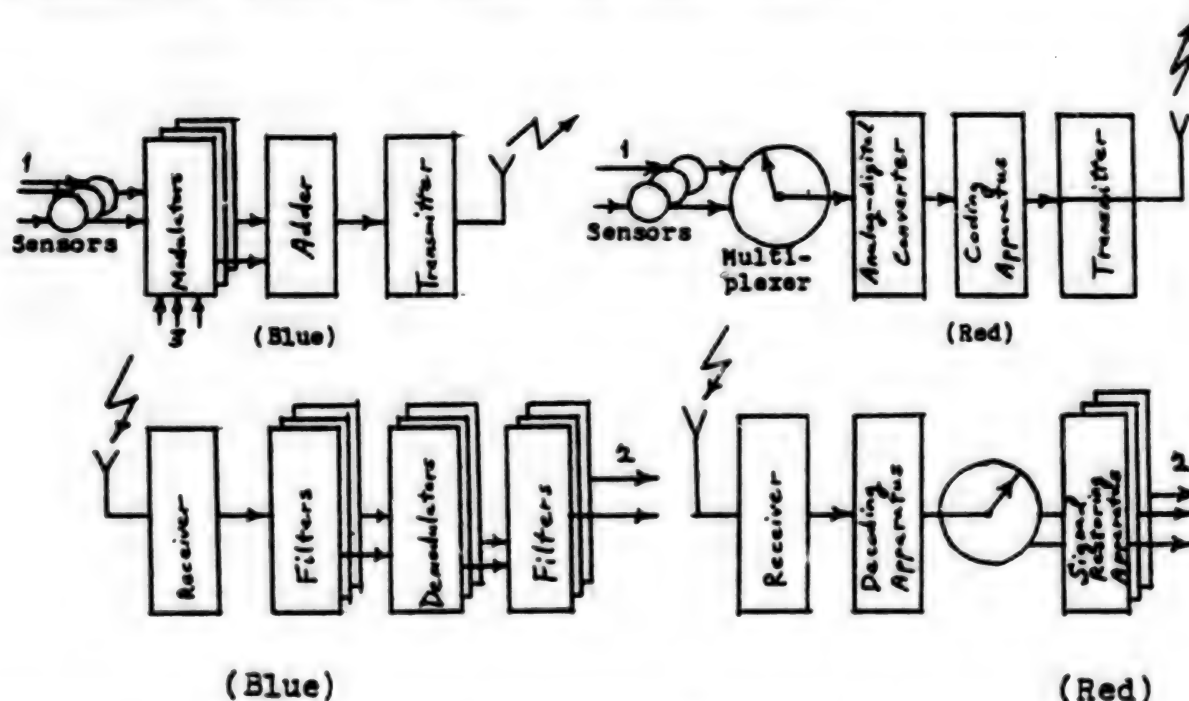 1
Sensors
Modulators
3
Adder
Transmitter
(Blue)
1
Sensors
Multi-
plexer
Analog-digital
Converter
Coding
Apparatus
Transmitter
(Red)
Receiver
Filters
Demodulators
Filters
2
(Blue)
Receiver
Decoding
Apparatus
Signal
Restoring
Apparatus
2
(Red)